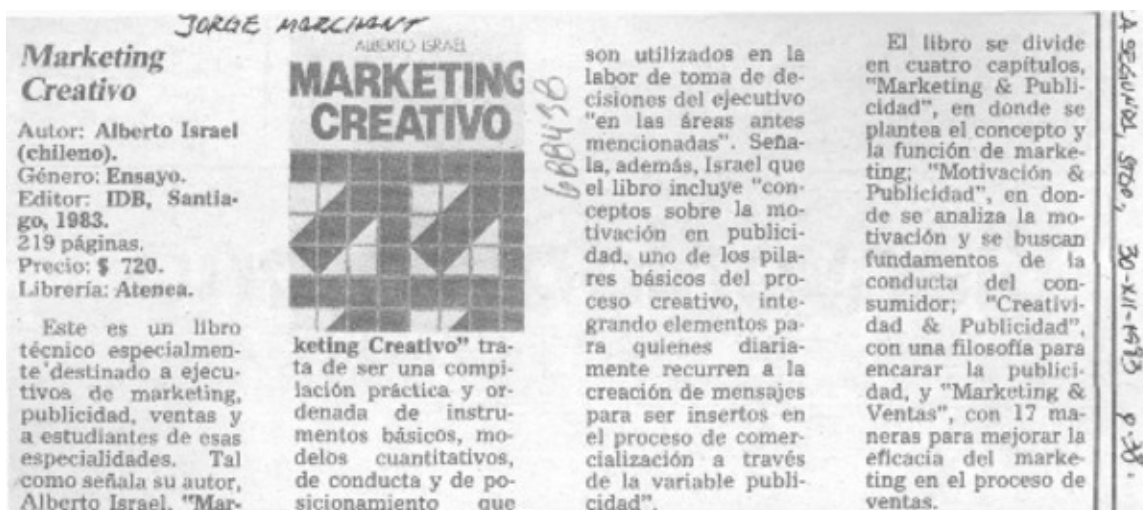 JORGE MARCHANT
Marketing
Creativo
Autor: Alberto Israel
(chileno).
Género: Ensayo.
Editor: IDB, Santia-
go, 1983.
219 páginas.
Precio: $ 720.
Librería: Atenea.
Este es un libro
técnico especialmen-
te destinado a ejecu-
tivos de marketing,
publicidad, ventas y
a estudiantes de esas
especialidades. Tal
como señala su autor,
Alberto Israel, "Mar-
ALBERTO ISRAEL
MARKETING
CREATIVO
keting Creativo" tra-
ta de ser una compi-
lación práctica y or-
denada de instru-
mentos básicos, mo-
delos cuantitativos,
de conducta y de po-
sicionamiento que
son utilizados en la
labor de toma de de-
cisiones del ejecutivo
"en las áreas antes
mencionadas". Seña-
la, además, Israel que
el libro incluye "con-
ceptos sobre la mo-
tivación en publici-
dad, uno de los pila-
res básicos del pro-
ceso creativo, inte-
grando elementos pa-
ra quienes diaria-
mente recurren a la
creación de mensajes
para ser insertos en
el proceso de comer-
cialización a través
de la variable publi-
cidad".
El libro se divide
en cuatro capítulos,
"Marketing & Publi-
cidad", en donde se
plantea el concepto y
la función de marke-
ting; "Motivación &
Publicidad", en don-
de se analiza la mo-
tivación y se buscan
fundamentos de la
conducta del con-
sumidor; "Creativi-
dad & Publicidad",
con una filosofía para
encarar la publici-
dad, y "Marketing &
Ventas", con 17 ma-
neras para mejorar la
eficacia del marke-
ting en el proceso de
ventas.
LA SEGUNDA, STGO, 30-XII-1983